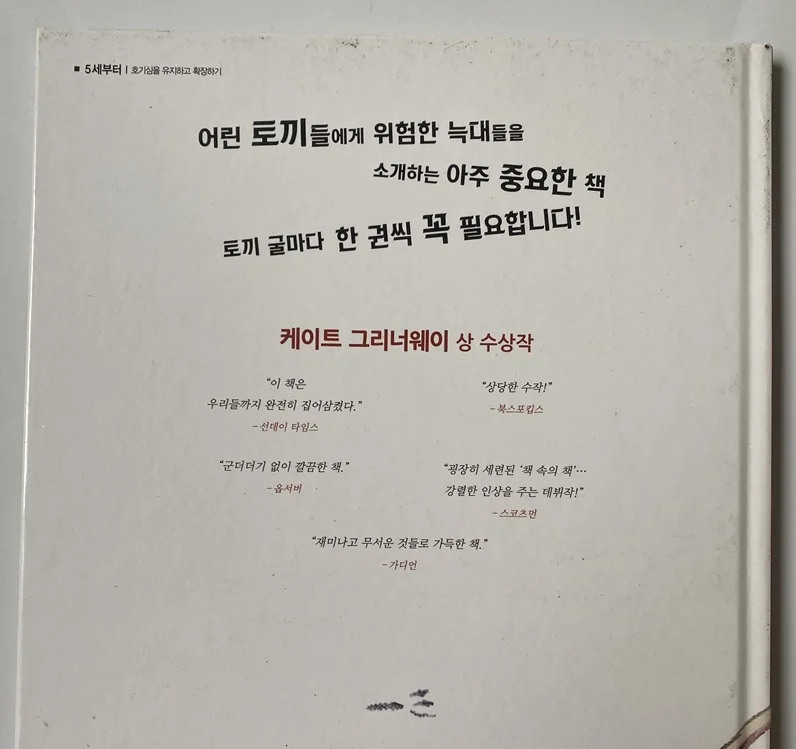 ■ 5세부터 | 호기심을 유지하고 확장하기
어린 토끼들에게 위험한 늑대들을
소개하는 아주 중요한 책
토끼 굴마다 한 권씩 꼭 필요합니다!
케이트 그리너웨이 상 수상작
“이 책은
우리들까지 완전히 집어삼켰다.”
- 선데이 타임스
“상당한 수작!”
- 북스포킵스
“군더더기 없이 깔끔한 책.”
- 옵서버
“굉장히 세련된 ‘책 속의 책’…
강렬한 인상을 주는 데뷔작!”
- 스코츠먼
“재미나고 무서운 것들로 가득한 책.”
- 가디언